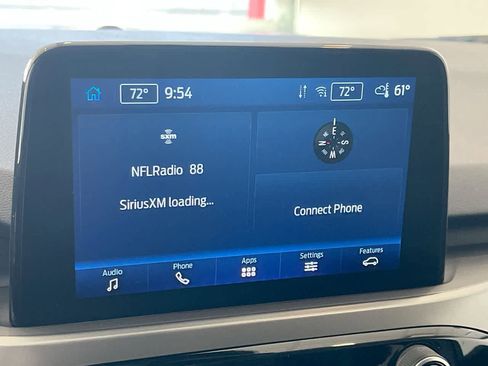 72° 9:54 72° 61°
sxm
NFLRadio 88
SiriusXM loading...
E
N S
W
Connect Phone
Audio Phone Apps Settings Features